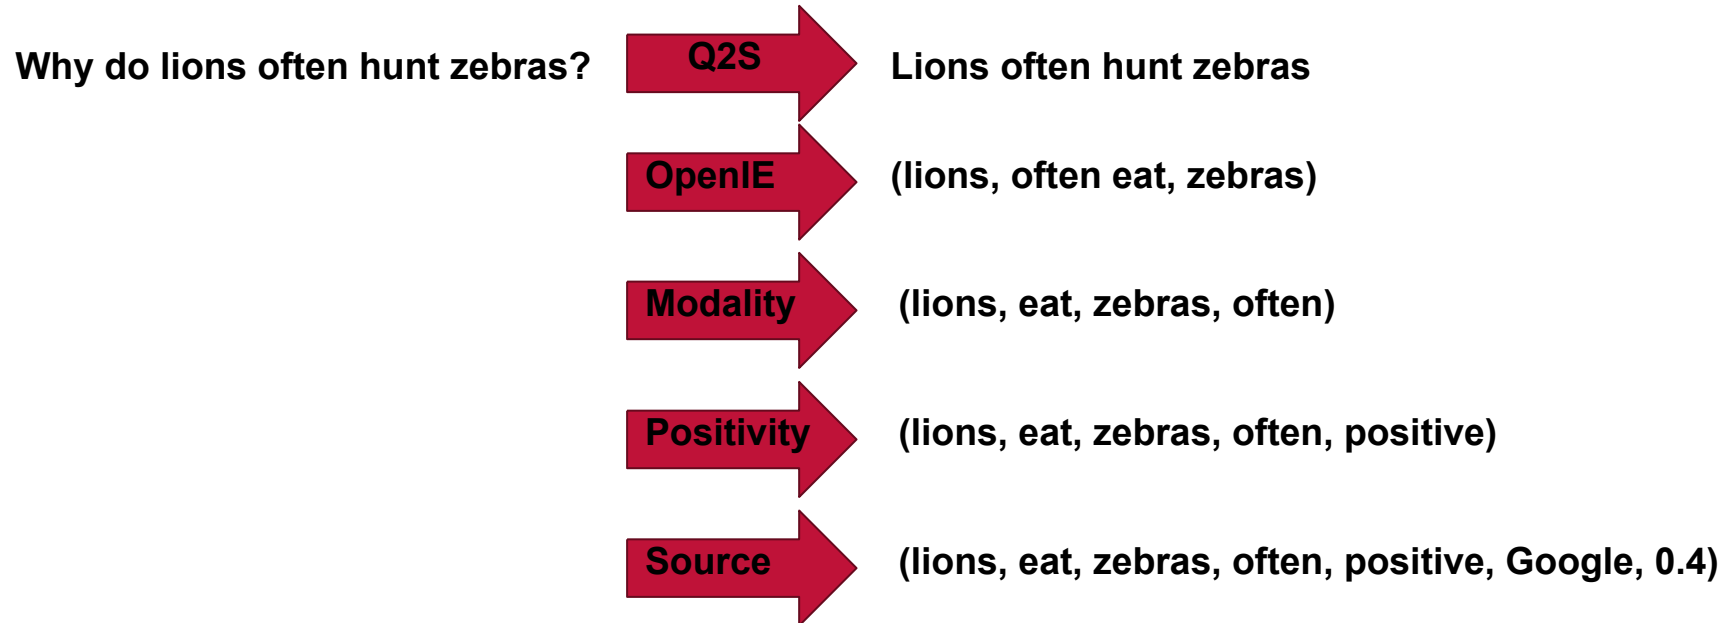 Why do lions often hunt zebras? Q2S Lions often hunt zebras
OpenIE (lions, often eat, zebras)
Modality (lions, eat, zebras, often)
Positivity (lions, eat, zebras, often, positive)
Source (lions, eat, zebras, often, positive, Google, 0.4)